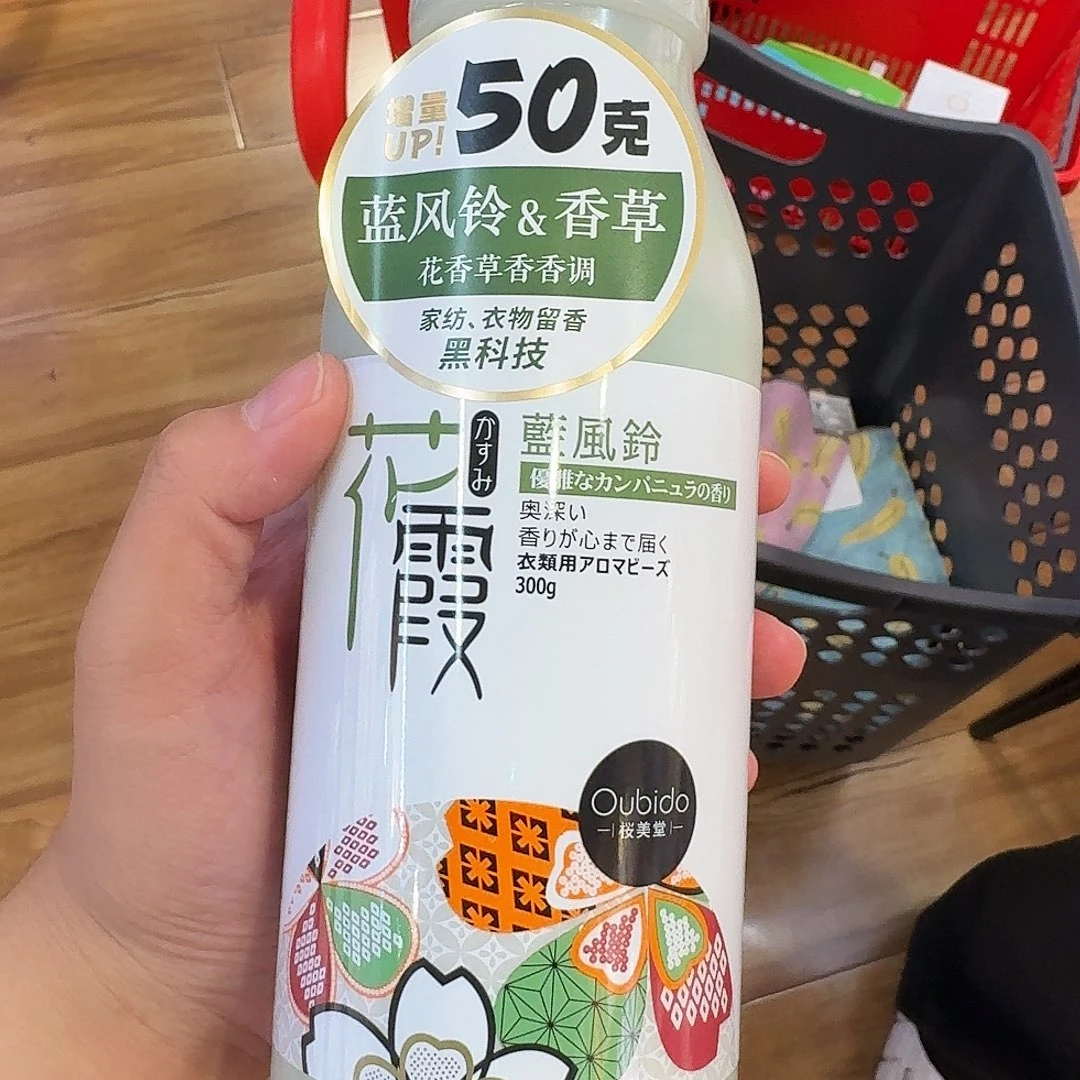 增量
UP!
50克
蓝风铃&香草
花香草香香调
家纺、衣物留香
黑科技
花霞
かすみ
藍風鈴
優雅なカンパニュラの香り
奥深い
香りが心まで届く
衣類用アロマビーズ
300g
Oubido
桜美堂